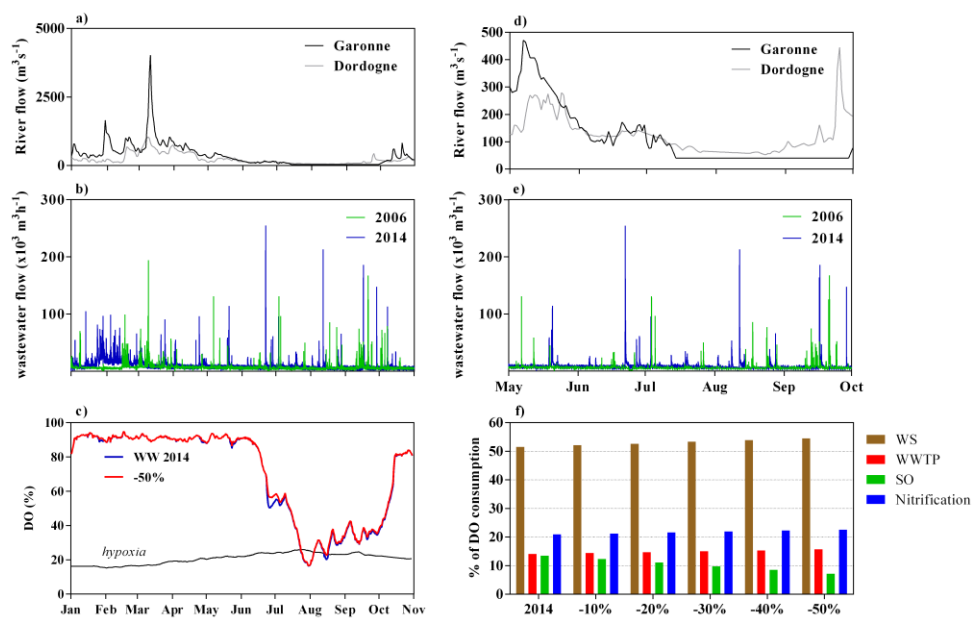 a)
River flow (m³s⁻¹)
5000
2500
0
Garonne
Dordogne
b)
wastewater flow (x10³ m³h⁻¹)
300
200
100
2006
2014
c)
DO (%)
100
80
60
40
20
0
WW 2014
-50%
hypoxia
Jan Feb Mar Apr May Jun Jul Aug Sep Oct Nov
d)
River flow (m³s⁻¹)
500
400
300
200
100
0
Garonne
Dordogne
e)
wastewater flow (x10³ m³h⁻¹)
300
200
100
2006
2014
May Jun Jul Aug Sep Oct
f)
% of DO consumption
60
50
40
30
20
10
0
2014 -10% -20% -30% -40% -50%
WS
WWTP
SO
Nitrification